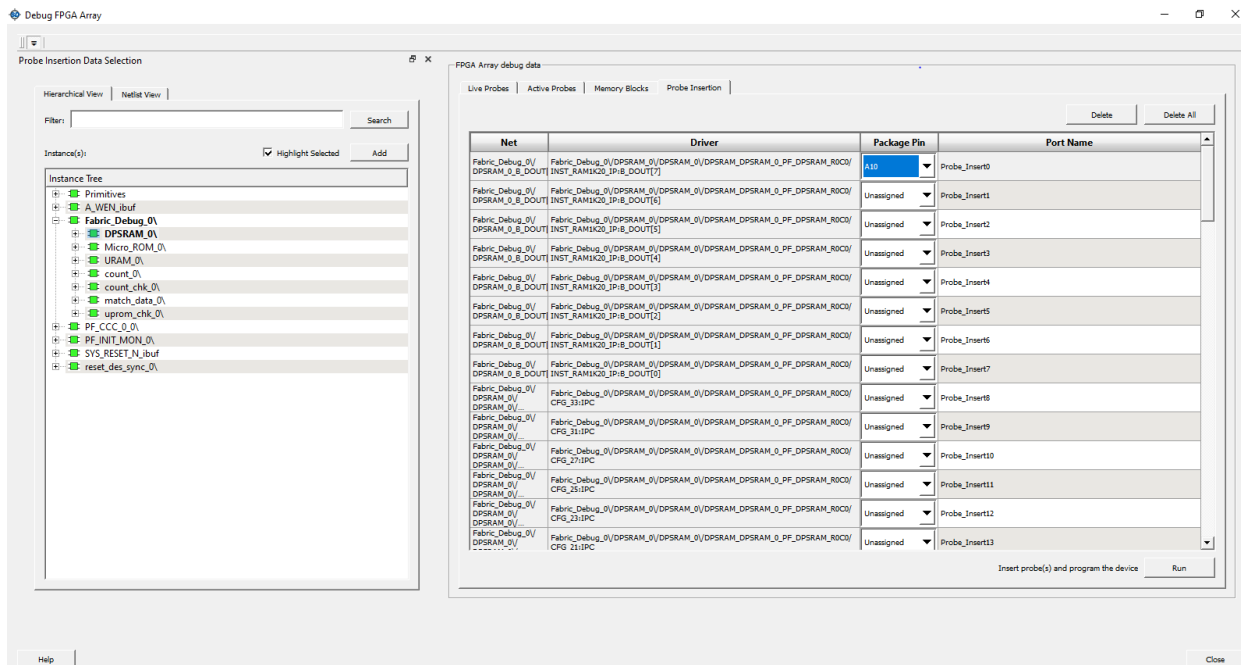 Debug FPGA Array
Probe Insertion Data Selection
Hierarchical View
Netlist View
Filter:
Search
Instance(s):
Highlight Selected
Add
Instance Tree
Primitives
A_WEN_ibuf
Fabric_Debug_0\
DPSRAM_0\
Micro_ROM_0\
URAM_0\
count_0\
count_chk_0\
match_data_0\
uprom_chk_0\
PF_CCC_0_0\
PF_INIT_MON_0\
SYS_RESET_N_ibuf
reset_des_sync_0\
FPGA Array debug data
Live Probes
Active Probes
Memory Blocks
Probe Insertion
Delete
Delete All
Net
Driver
Package Pin
Port Name
Fabric_Debug_0\/
DPSRAM_0_B_DOUT[
Fabric_Debug_0\/DPSRAM_0\/DPSRAM_DPSRAM_0_PF_DPSRAM_R0C0/
INST_RAM1K20_IP:B_DOUT[7]
A10
Probe_Insert0
Fabric_Debug_0\/
DPSRAM_0_B_DOUT[
Fabric_Debug_0\/DPSRAM_0\/DPSRAM_DPSRAM_0_PF_DPSRAM_R0C0/
INST_RAM1K20_IP:B_DOUT[6]
Unassigned
Probe_Insert1
Fabric_Debug_0\/
DPSRAM_0_B_DOUT[
Fabric_Debug_0\/DPSRAM_0\/DPSRAM_DPSRAM_0_PF_DPSRAM_R0C0/
INST_RAM1K20_IP:B_DOUT[5]
Unassigned
Probe_Insert2
Fabric_Debug_0\/
DPSRAM_0_B_DOUT[
Fabric_Debug_0\/DPSRAM_0\/DPSRAM_DPSRAM_0_PF_DPSRAM_R0C0/
INST_RAM1K20_IP:B_DOUT[4]
Unassigned
Probe_Insert3
Fabric_Debug_0\/
DPSRAM_0_B_DOUT[
Fabric_Debug_0\/DPSRAM_0\/DPSRAM_DPSRAM_0_PF_DPSRAM_R0C0/
INST_RAM1K20_IP:B_DOUT[3]
Unassigned
Probe_Insert4
Fabric_Debug_0\/
DPSRAM_0_B_DOUT[
Fabric_Debug_0\/DPSRAM_0\/DPSRAM_DPSRAM_0_PF_DPSRAM_R0C0/
INST_RAM1K20_IP:B_DOUT[2]
Unassigned
Probe_Insert5
Fabric_Debug_0\/
DPSRAM_0_B_DOUT[
Fabric_Debug_0\/DPSRAM_0\/DPSRAM_DPSRAM_0_PF_DPSRAM_R0C0/
INST_RAM1K20_IP:B_DOUT[1]
Unassigned
Probe_Insert6
Fabric_Debug_0\/
DPSRAM_0_B_DOUT[
Fabric_Debug_0\/DPSRAM_0\/DPSRAM_DPSRAM_0_PF_DPSRAM_R0C0/
INST_RAM1K20_IP:B_DOUT[0]
Unassigned
Probe_Insert7
Fabric_Debug_0\/
DPSRAM_0\/
DPSRAM_0\/...
Fabric_Debug_0\/DPSRAM_0\/DPSRAM_DPSRAM_0_PF_DPSRAM_R0C0/
CFG_33:IPC
Unassigned
Probe_Insert8
Fabric_Debug_0\/
DPSRAM_0\/
DPSRAM_0\/...
Fabric_Debug_0\/DPSRAM_0\/DPSRAM_DPSRAM_0_PF_DPSRAM_R0C0/
CFG_31:IPC
Unassigned
Probe_Insert9
Fabric_Debug_0\/
DPSRAM_0\/
DPSRAM_0\/...
Fabric_Debug_0\/DPSRAM_0\/DPSRAM_DPSRAM_0_PF_DPSRAM_R0C0/
CFG_27:IPC
Unassigned
Probe_Insert10
Fabric_Debug_0\/
DPSRAM_0\/
DPSRAM_0\/...
Fabric_Debug_0\/DPSRAM_0\/DPSRAM_DPSRAM_0_PF_DPSRAM_R0C0/
CFG_25:IPC
Unassigned
Probe_Insert11
Fabric_Debug_0\/
DPSRAM_0\/
DPSRAM_0\/...
Fabric_Debug_0\/DPSRAM_0\/DPSRAM_DPSRAM_0_PF_DPSRAM_R0C0/
CFG_23:IPC
Unassigned
Probe_Insert12
Fabric_Debug_0\/
DPSRAM_0\/
Fabric_Debug_0\/DPSRAM_0\/DPSRAM_DPSRAM_0_PF_DPSRAM_R0C0/
CFG_21:IPC
Unassigned
Probe_Insert13
Insert probe(s) and program the device
Run
Help
Close